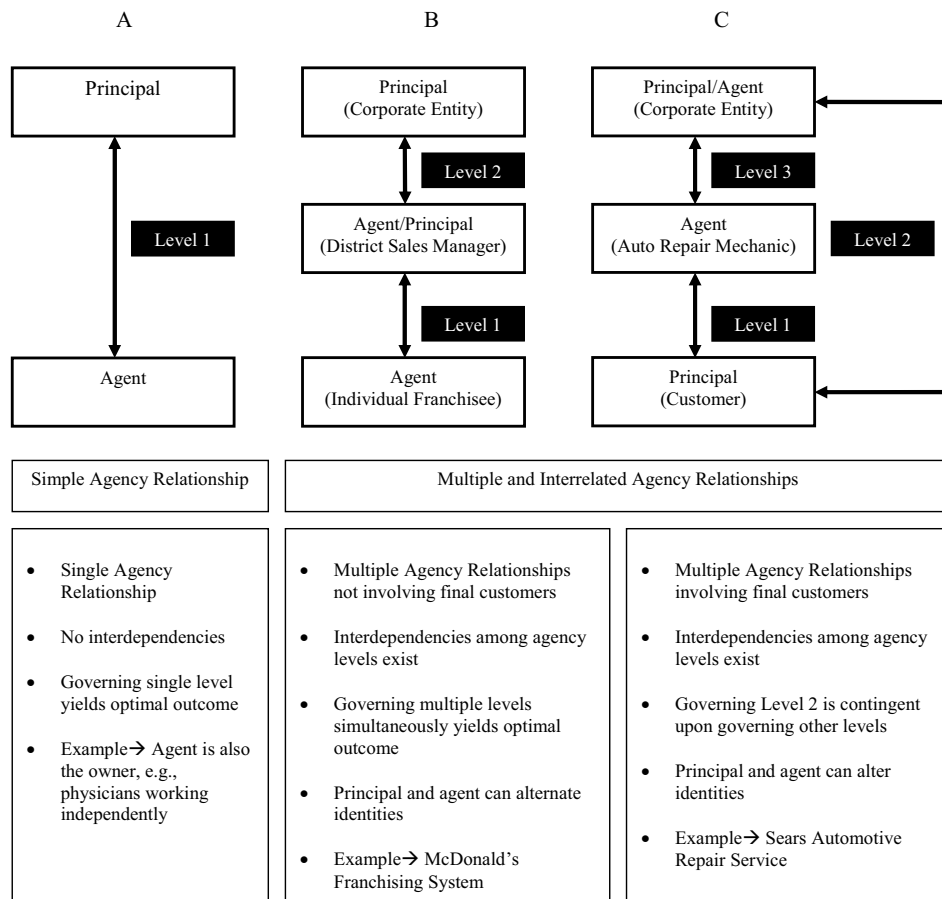 A
B
C
Principal
Principal
(Corporate Entity)
Principal/Agent
(Corporate Entity)
Level 2
Level 3
Level 1
Agent/Principal
(District Sales Manager)
Agent
(Auto Repair Mechanic)
Level 2
Level 1
Level 1
Agent
Agent
(Individual Franchisee)
Principal
(Customer)
Simple Agency Relationship
Multiple and Interrelated Agency Relationships
• Single Agency
Relationship
• No interdependencies
• Governing single level
yields optimal outcome
• Example→ Agent is also
the owner, e.g.,
physicians working
independently
• Multiple Agency Relationships
not involving final customers
• Interdependencies among agency
levels exist
• Governing multiple levels
simultaneously yields optimal
outcome
• Principal and agent can alternate
identities
• Example→ McDonald's
Franchising System
• Multiple Agency Relationships
involving final customers
• Interdependencies among agency
levels exist
• Governing Level 2 is contingent
upon governing other levels
• Principal and agent can alter
identities
• Example→ Sears Automotive
Repair Service